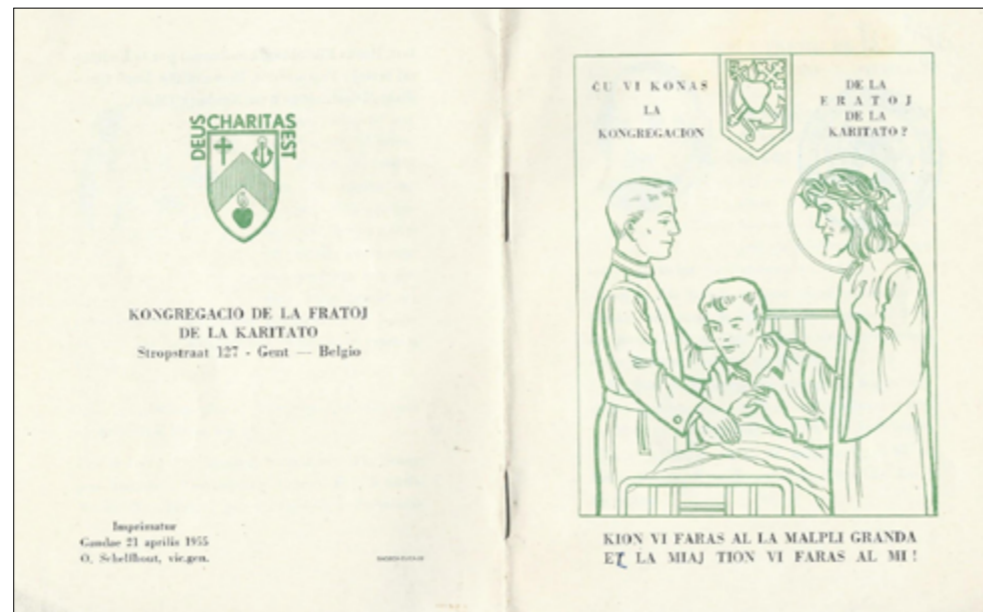 DEUS CHARITAS EST
KONGREGACIO DE LA FRATOJ
DE LA KARITATO
Stropstraat 127 - Gent — Belgio
Imprimatur
Gandae 21 aprilis 1955
O. Schelfhout, vic.gen.
ĈU VI KONAS
LA
KONGREGACION
DE LA
FRATOJ
DE LA
KARITATO?
KION VI FARAS AL LA MALPLI GRANDA
EL LA MIAJ TION VI FARAS AL MI!